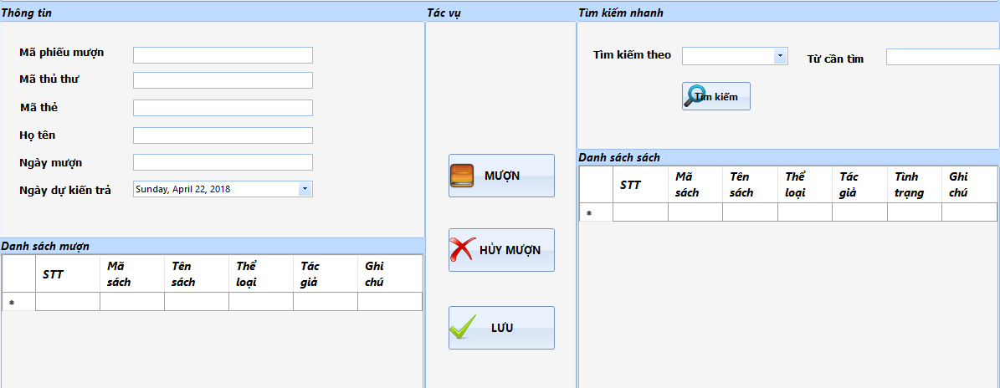 Thông tin
Mã phiếu mượn
Mã thủ thư
Mã thẻ
Họ tên
Ngày mượn
Ngày dự kiến trả
Sunday, April 22, 2018
Danh sách mượn
STT
Mã sách
Tên sách
Thể loại
Tác giả
Ghi chú
Tác vụ
MƯỢN
HỦY MƯỢN
LƯU
Tìm kiếm nhanh
Tìm kiếm theo
Từ cần tìm
Tìm kiếm
Danh sách sách
STT
Mã sách
Tên sách
Thể loại
Tác giả
Tình trạng
Ghi chú